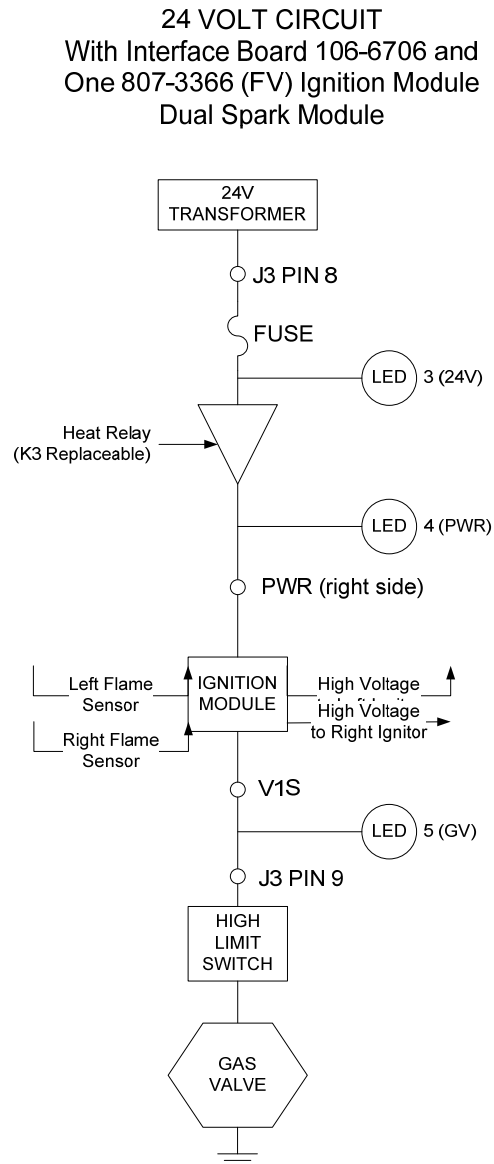 24 VOLT CIRCUIT
With Interface Board 106-6706 and
One 807-3366 (FV) Ignition Module
Dual Spark Module
24V
TRANSFORMER
J3 PIN 8
FUSE
LED 3 (24V)
Heat Relay
(K3 Replaceable)
LED 4 (PWR)
PWR (right side)
Left Flame
Sensor
IGNITION
MODULE
High Voltage
High Voltage
to Right Ignitor
Right Flame
Sensor
V1S
LED 5 (GV)
J3 PIN 9
HIGH
LIMIT
SWITCH
GAS
VALVE